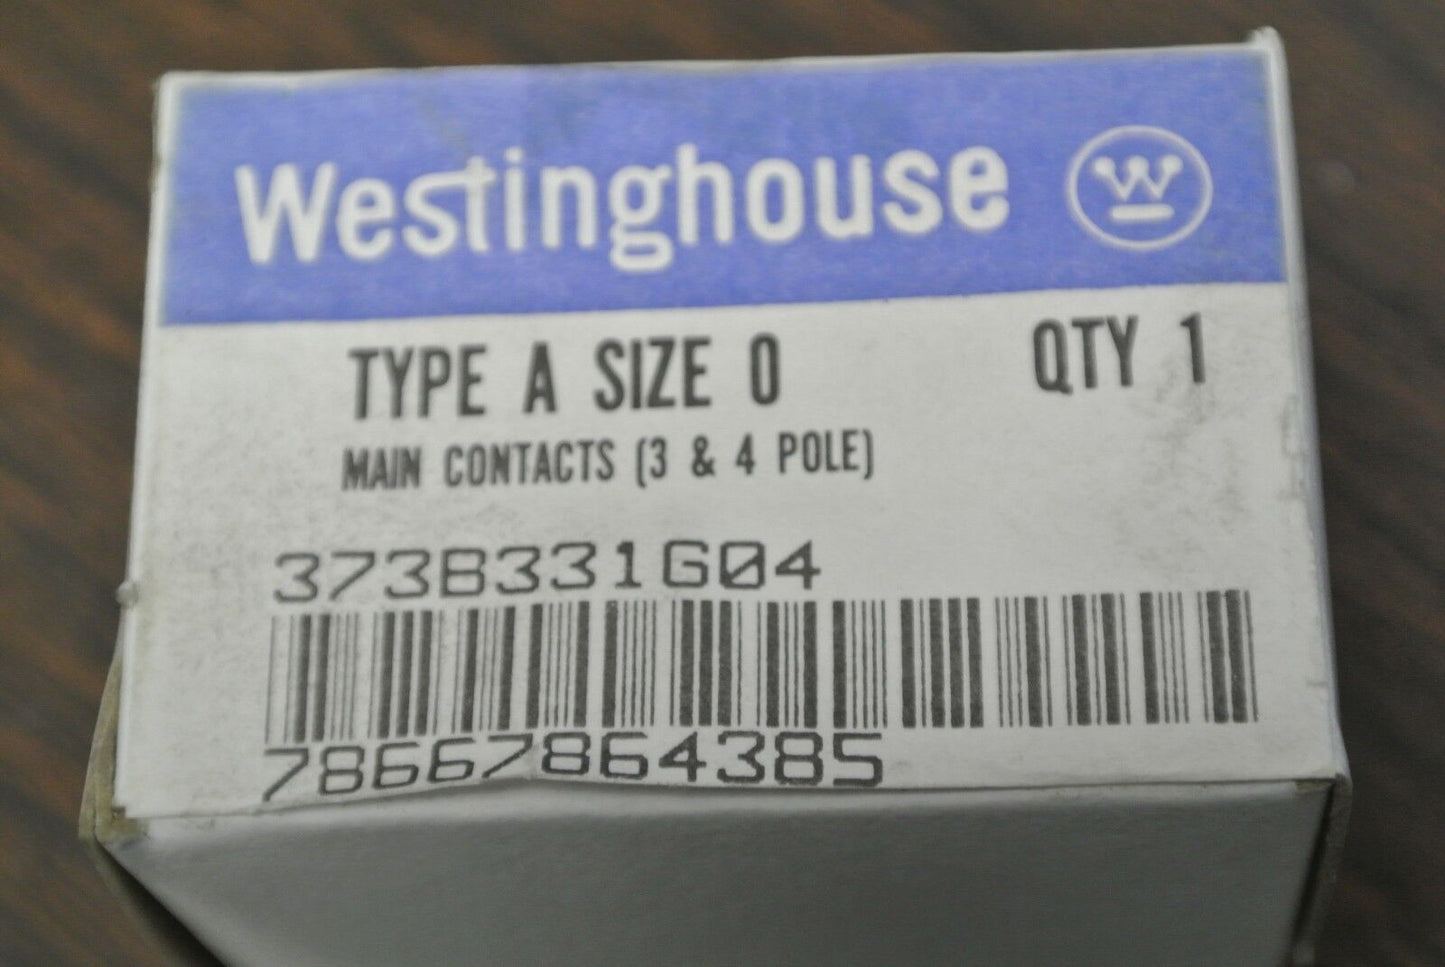 Westinghouse W
TYPE A SIZE 0 QTY 1
MAIN CONTACTS (3 & 4 POLE)
373B331G04
78667864385